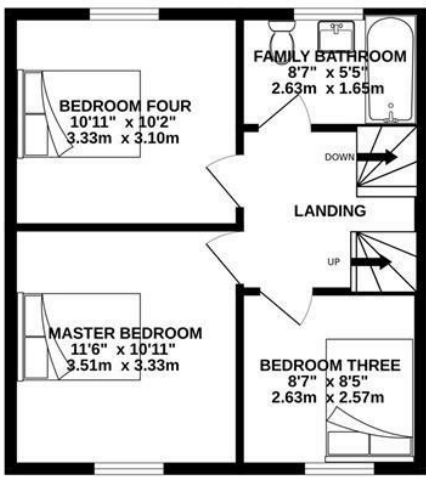 BEDROOM FOUR
10'11" x 10'2"
3.33m x 3.10m
FAMILY BATHROOM
8'7" x 5'5"
2.63m x 1.65m
DOWN
LANDING
UP
MASTER BEDROOM
11'6" x 10'11"
3.51m x 3.33m
BEDROOM THREE
8'7" x 8'5"
2.63m x 2.57m